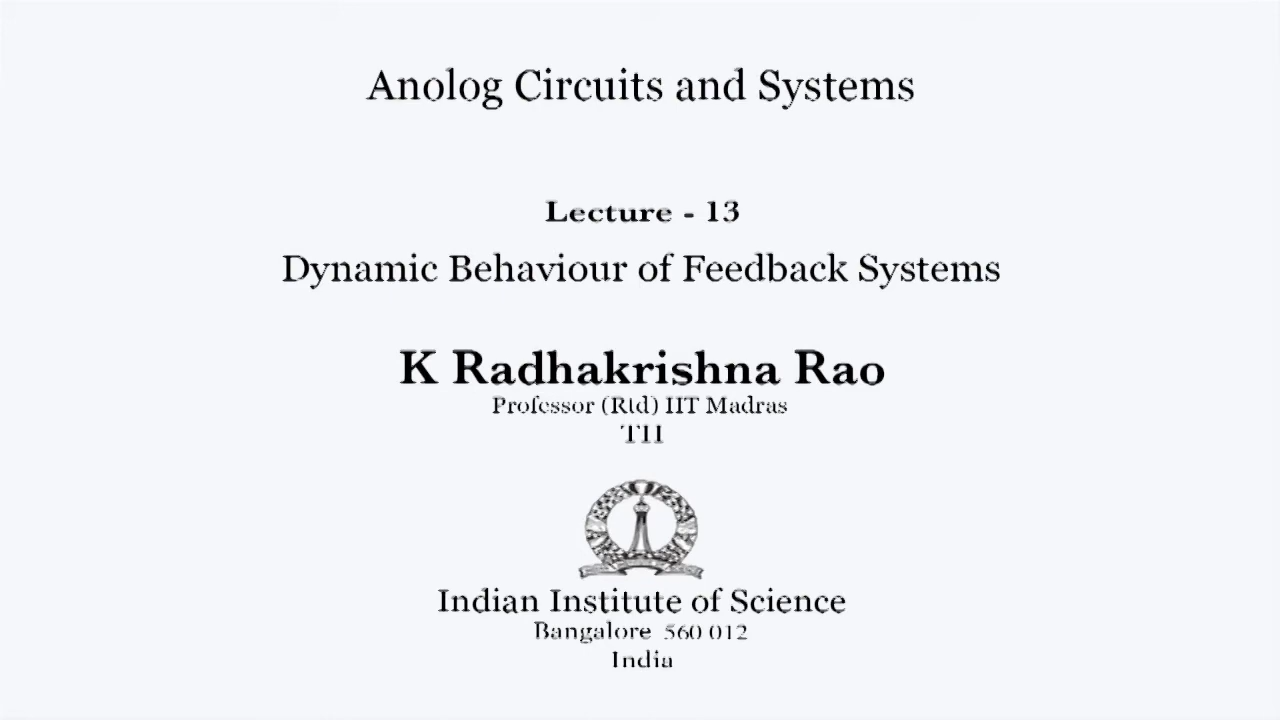 Anolog Circuits and Systems
Lecture - 13
Dynamic Behaviour of Feedback Systems
K Radhakrishna Rao
Professor (Rtd) IIT Madras
TII
Indian Institute of Science
Bangalore 560 012
India